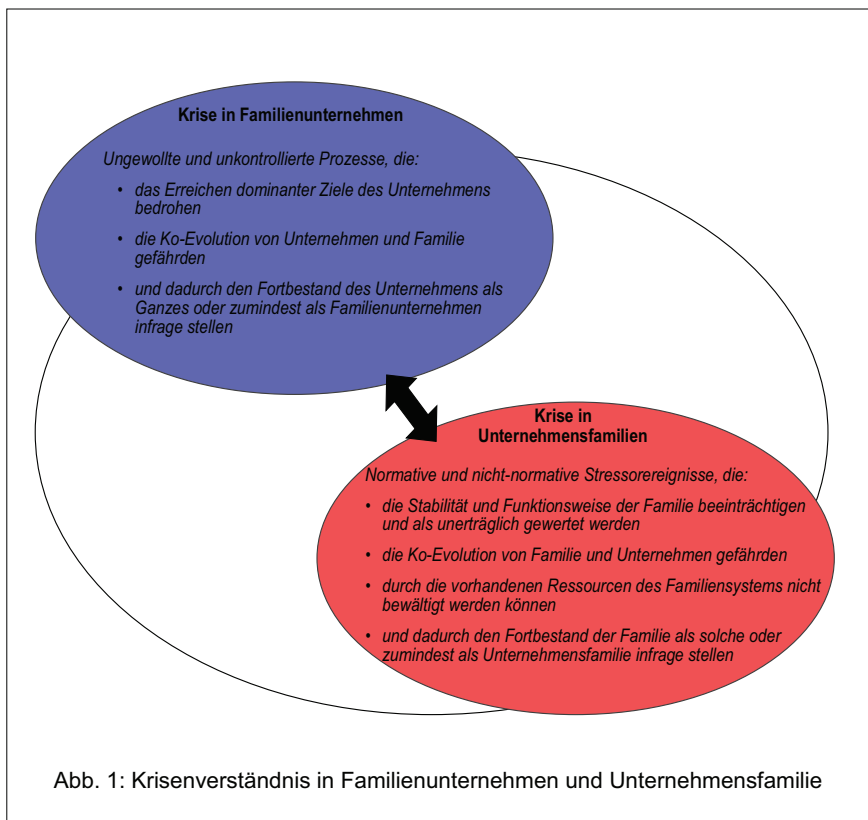 Krise in Familienunternehmen
Ungewollte und unkontrollierte Prozesse, die:
• das Erreichen dominanter Ziele des Unternehmens
bedrohen
• die Ko-Evolution von Unternehmen und Familie
gefährden
• und dadurch den Fortbestand des Unternehmens als
Ganzes oder zumindest als Familienunternehmen
infrage stellen
Krise in
Unternehmensfamilien
Normative und nicht-normative Stressorereignisse, die:
• die Stabilität und Funktionsweise der Familie beeinträchtigen
und als unerträglich gewertet werden
• die Ko-Evolution von Familie und Unternehmen gefährden
• durch die vorhandenen Ressourcen des Familiensystems nicht
bewältigt werden können
• und dadurch den Fortbestand der Familie als solche oder
zumindest als Unternehmensfamilie infrage stellen
Abb. 1: Krisenverständnis in Familienunternehmen und Unternehmensfamilie